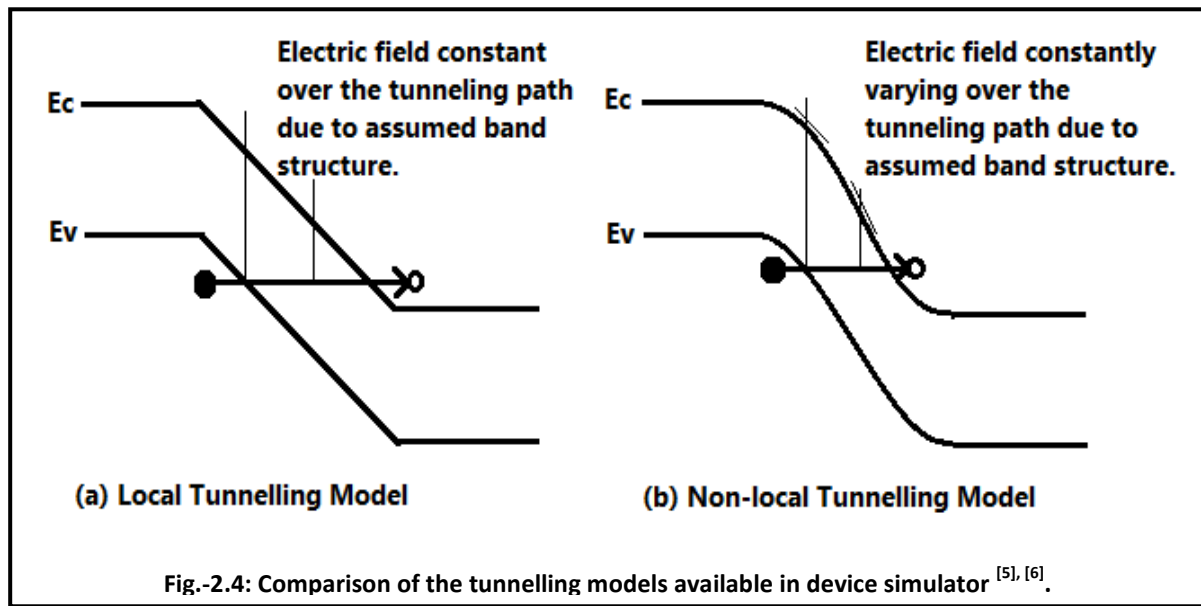 Electric field constant
over the tunneling path
due to assumed band
structure.
Ec
Ev
(a) Local Tunnelling Model
Electric field constantly
varying over the
tunneling path due to
assumed band structure.
Ec
Ev
(b) Non-local Tunnelling Model
Fig.-2.4: Comparison of the tunnelling models available in device simulator [5], [6].